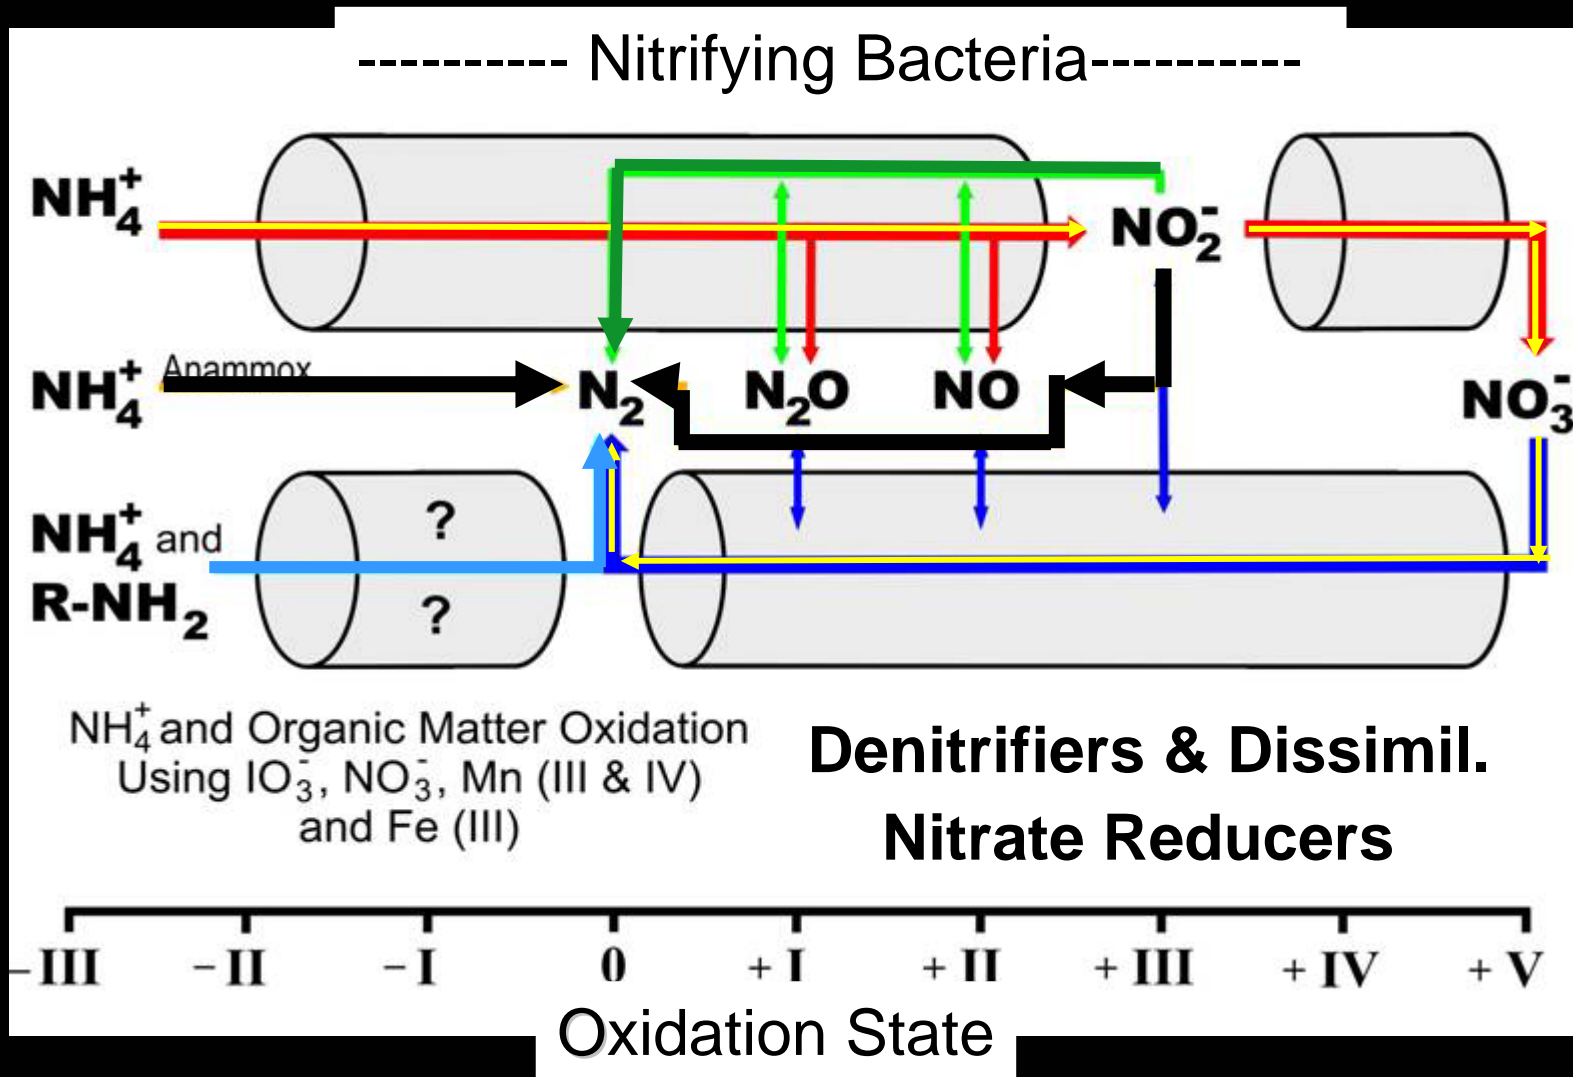 ---------- Nitrifying Bacteria----------
NH₄⁺
NO₂⁻
Anammox
NH₄⁺
N₂
N₂O
NO
NO₃⁻
?
NH₄⁺ and
R-NH₂
?
NH₄⁺ and Organic Matter Oxidation
Using IO₃⁻, NO₃⁻, Mn (III & IV)
and Fe (III)
Denitrifiers & Dissimil.
Nitrate Reducers
–III –II –I 0 +I +II +III +IV +V
Oxidation State